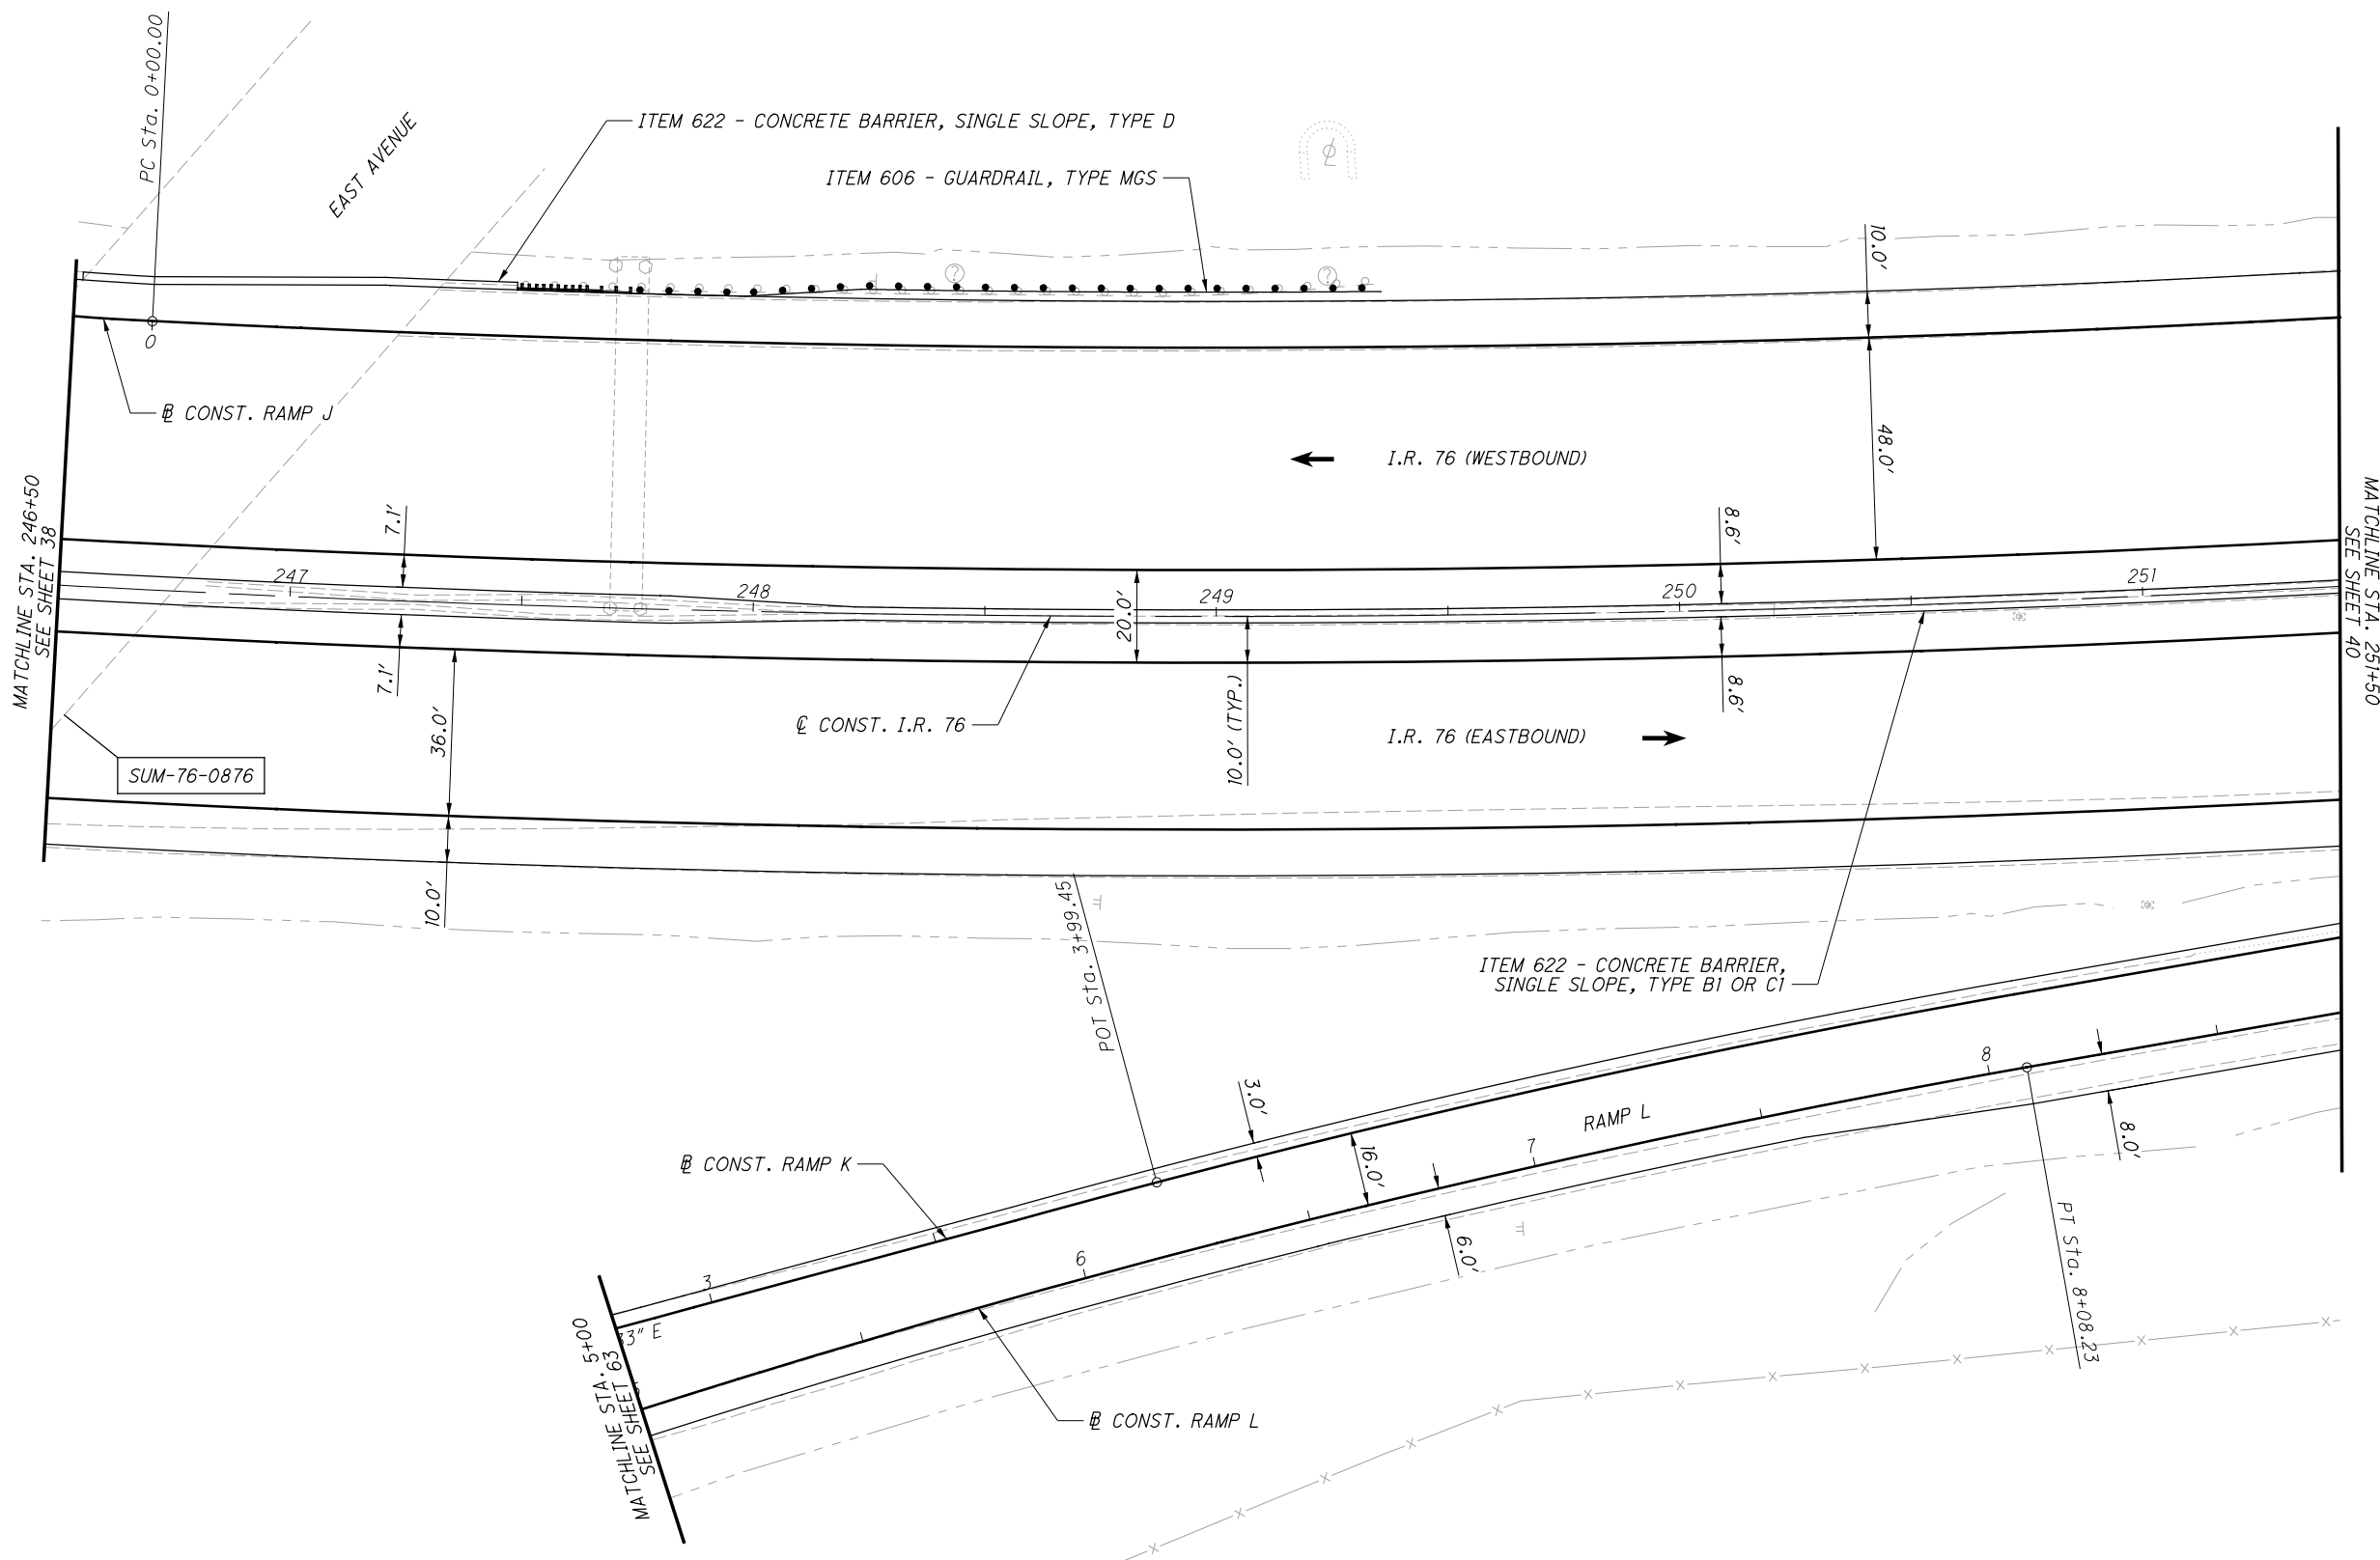 PC Sta. 0+00.00
EAST AVENUE
ITEM 622 - CONCRETE BARRIER, SINGLE SLOPE, TYPE D
ITEM 606 - GUARDRAIL, TYPE MGS
?
?
10.0'
0
℄ CONST. RAMP J
48.0'
I.R. 76 (WESTBOUND)
MATCHLINE STA. 246+50
SEE SHEET 38
MATCHLINE STA. 251+50
SEE SHEET 40
7.1'
8.6'
247
248
249
250
251
20.0'
7.1'
36.0'
10.0' (TYP.)
8.6'
℄ CONST. I.R. 76
I.R. 76 (EASTBOUND)
SUM-76-0876
10.0'
POT Sta. 3+99.45
ITEM 622 - CONCRETE BARRIER,
SINGLE SLOPE, TYPE B1 OR C1
3.0'
8
RAMP L
8.0'
7
16.0'
℄ CONST. RAMP K
6.0'
6
3
33" E
PT Sta. 8+08.23
MATCHLINE STA. 5+00
SEE SHEET 63
℄ CONST. RAMP L